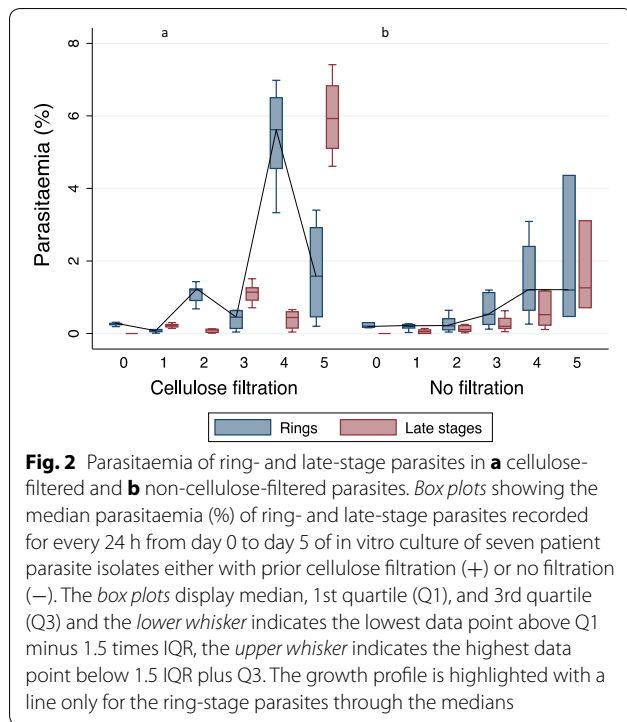 a b
8
6
4
2
0
Parasitaemia (%)
0 1 2 3 4 5 0 1 2 3 4 5
Cellulose filtration No filtration
Rings Late stages
Fig. 2 Parasitaemia of ring- and late-stage parasites in a cellulose-
filtered and b non-cellulose-filtered parasites. Box plots showing the
median parasitaemia (%) of ring- and late-stage parasites recorded
for every 24 h from day 0 to day 5 of in vitro culture of seven patient
parasite isolates either with prior cellulose filtration (+) or no filtration
(−). The box plots display median, 1st quartile (Q1), and 3rd quartile
(Q3) and the lower whisker indicates the lowest data point above Q1
minus 1.5 times IQR, the upper whisker indicates the highest data
point below 1.5 IQR plus Q3. The growth profile is highlighted with a
line only for the ring-stage parasites through the medians